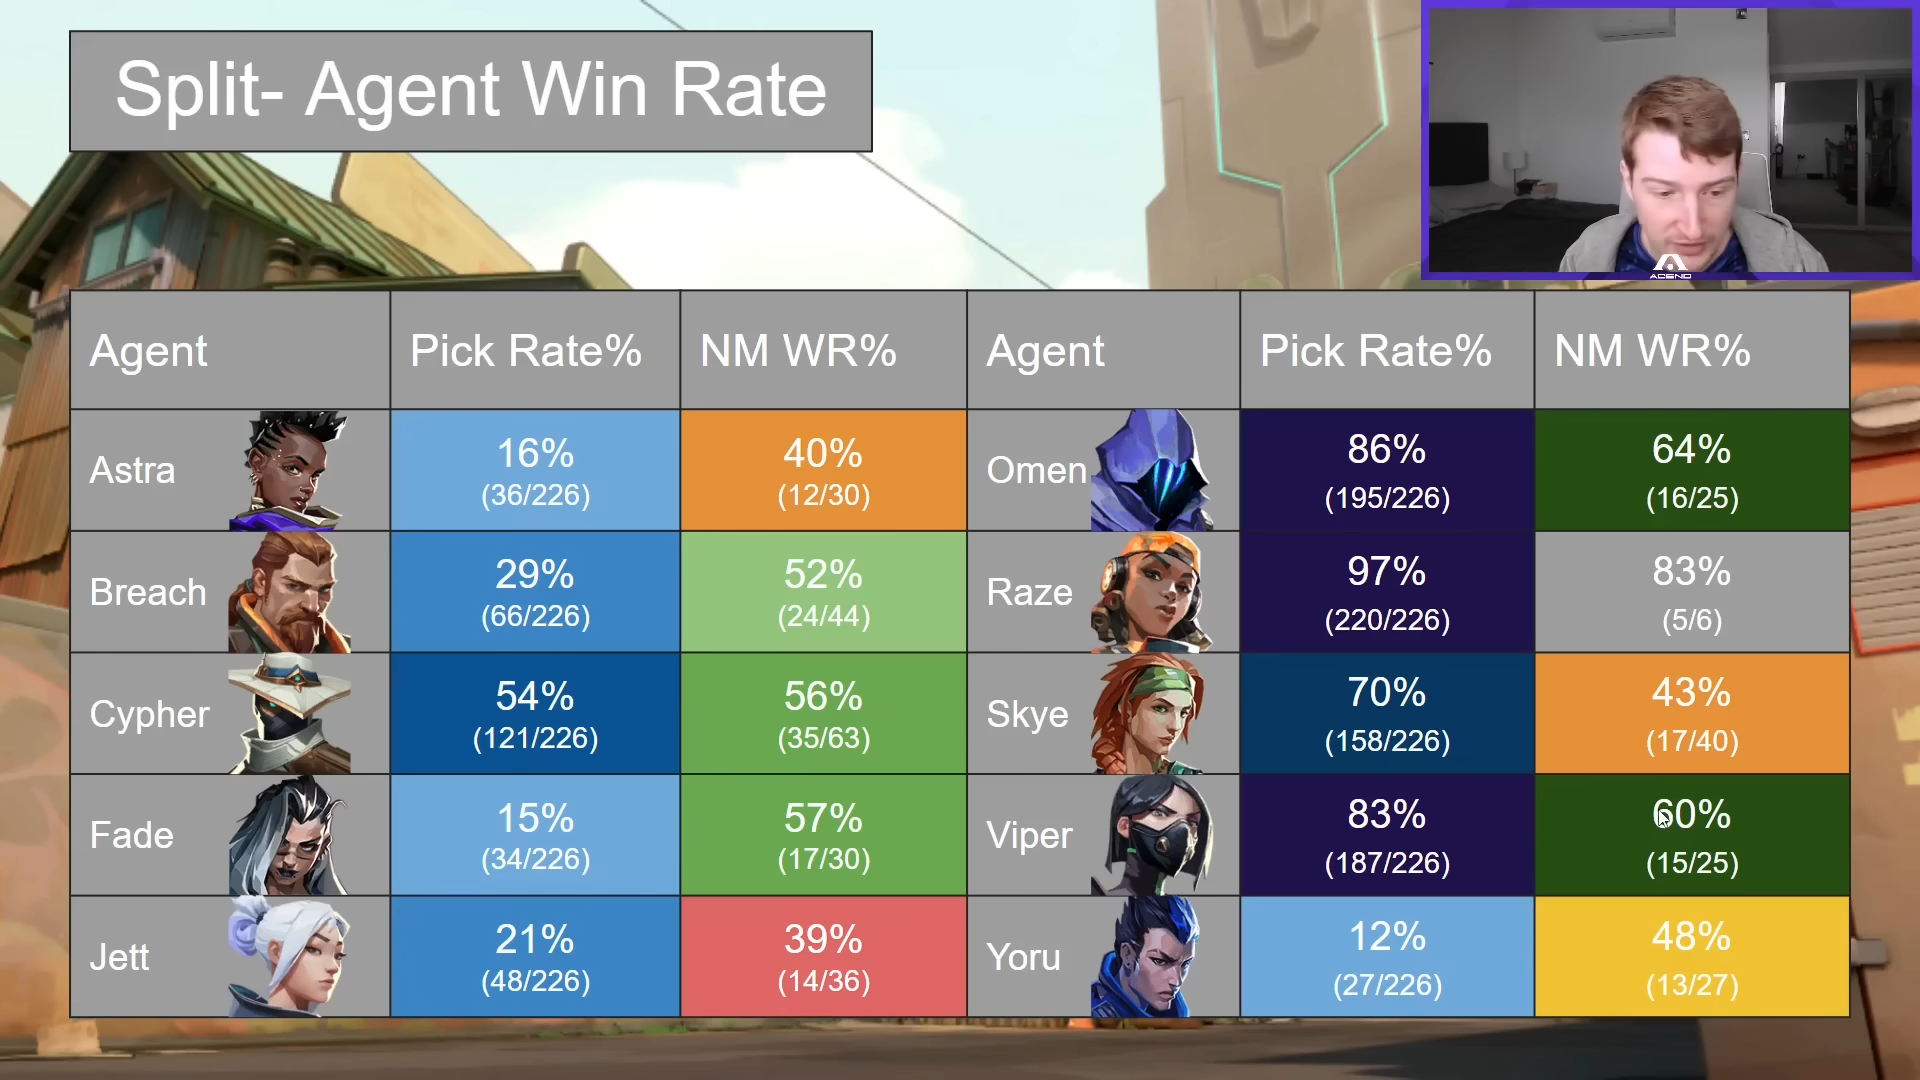 Split- Agent Win Rate
ACEND
Agent Pick Rate% NM WR% Agent Pick Rate% NM WR%
Astra 16% (36/226) 40% (12/30) Omen 86% (195/226) 64% (16/25)
Breach 29% (66/226) 52% (24/44) Raze 97% (220/226) 83% (5/6)
Cypher 54% (121/226) 56% (35/63) Skye 70% (158/226) 43% (17/40)
Fade 15% (34/226) 57% (17/30) Viper 83% (187/226) 60% (15/25)
Jett 21% (48/226) 39% (14/36) Yoru 12% (27/226) 48% (13/27)